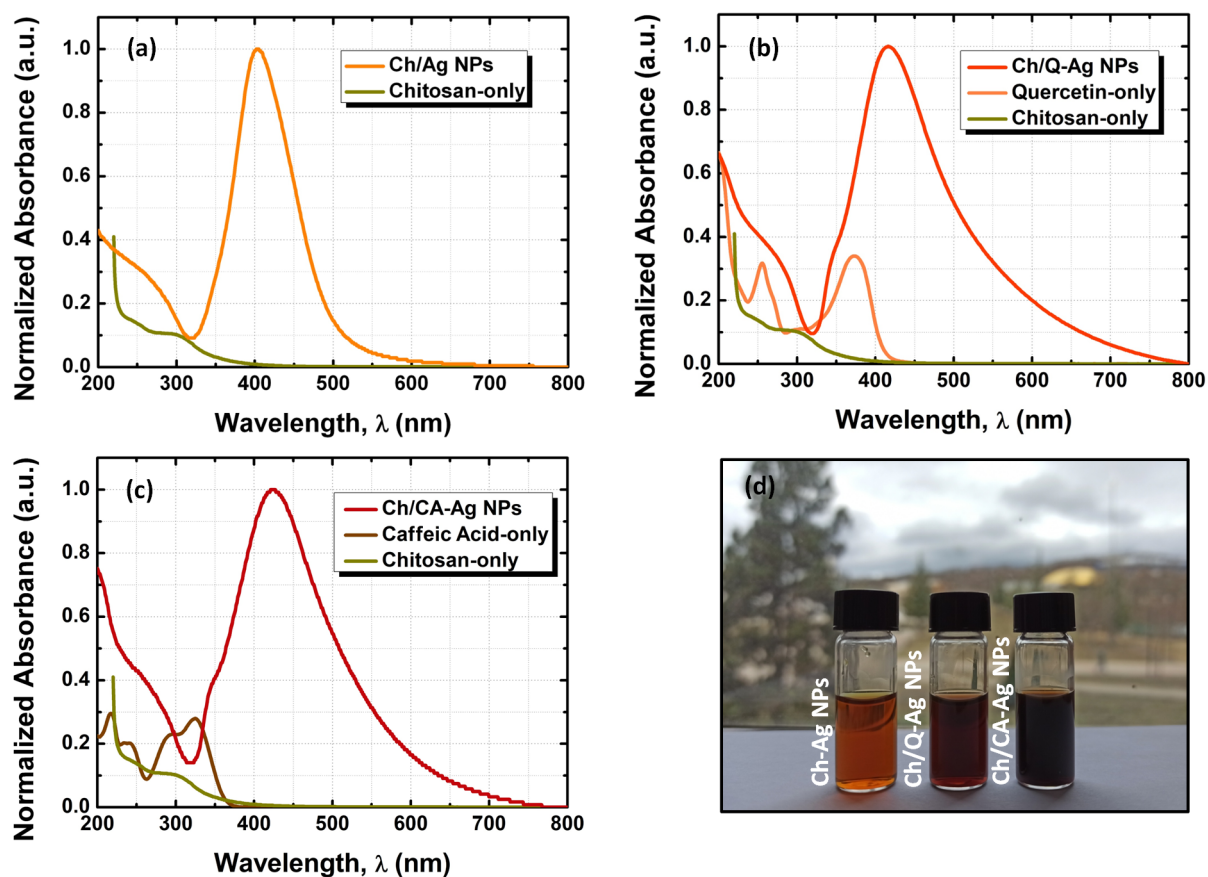 (a)
Ch/Ag NPs
Chitosan-only
Normalized Absorbance (a.u.)
1.0
0.8
0.6
0.4
0.2
0.0
200 300 400 500 600 700 800
Wavelength, λ (nm)
(b)
Ch/Q-Ag NPs
Quercetin-only
Chitosan-only
Normalized Absorbance (a.u.)
1.0
0.8
0.6
0.4
0.2
0.0
200 300 400 500 600 700 800
Wavelength, λ (nm)
(c)
Ch/CA-Ag NPs
Caffeic Acid-only
Chitosan-only
Normalized Absorbance (a.u.)
1.0
0.8
0.6
0.4
0.2
0.0
200 300 400 500 600 700 800
Wavelength, λ (nm)
(d)
Ch-Ag NPs
Ch/Q-Ag NPs
Ch/CA-Ag NPs